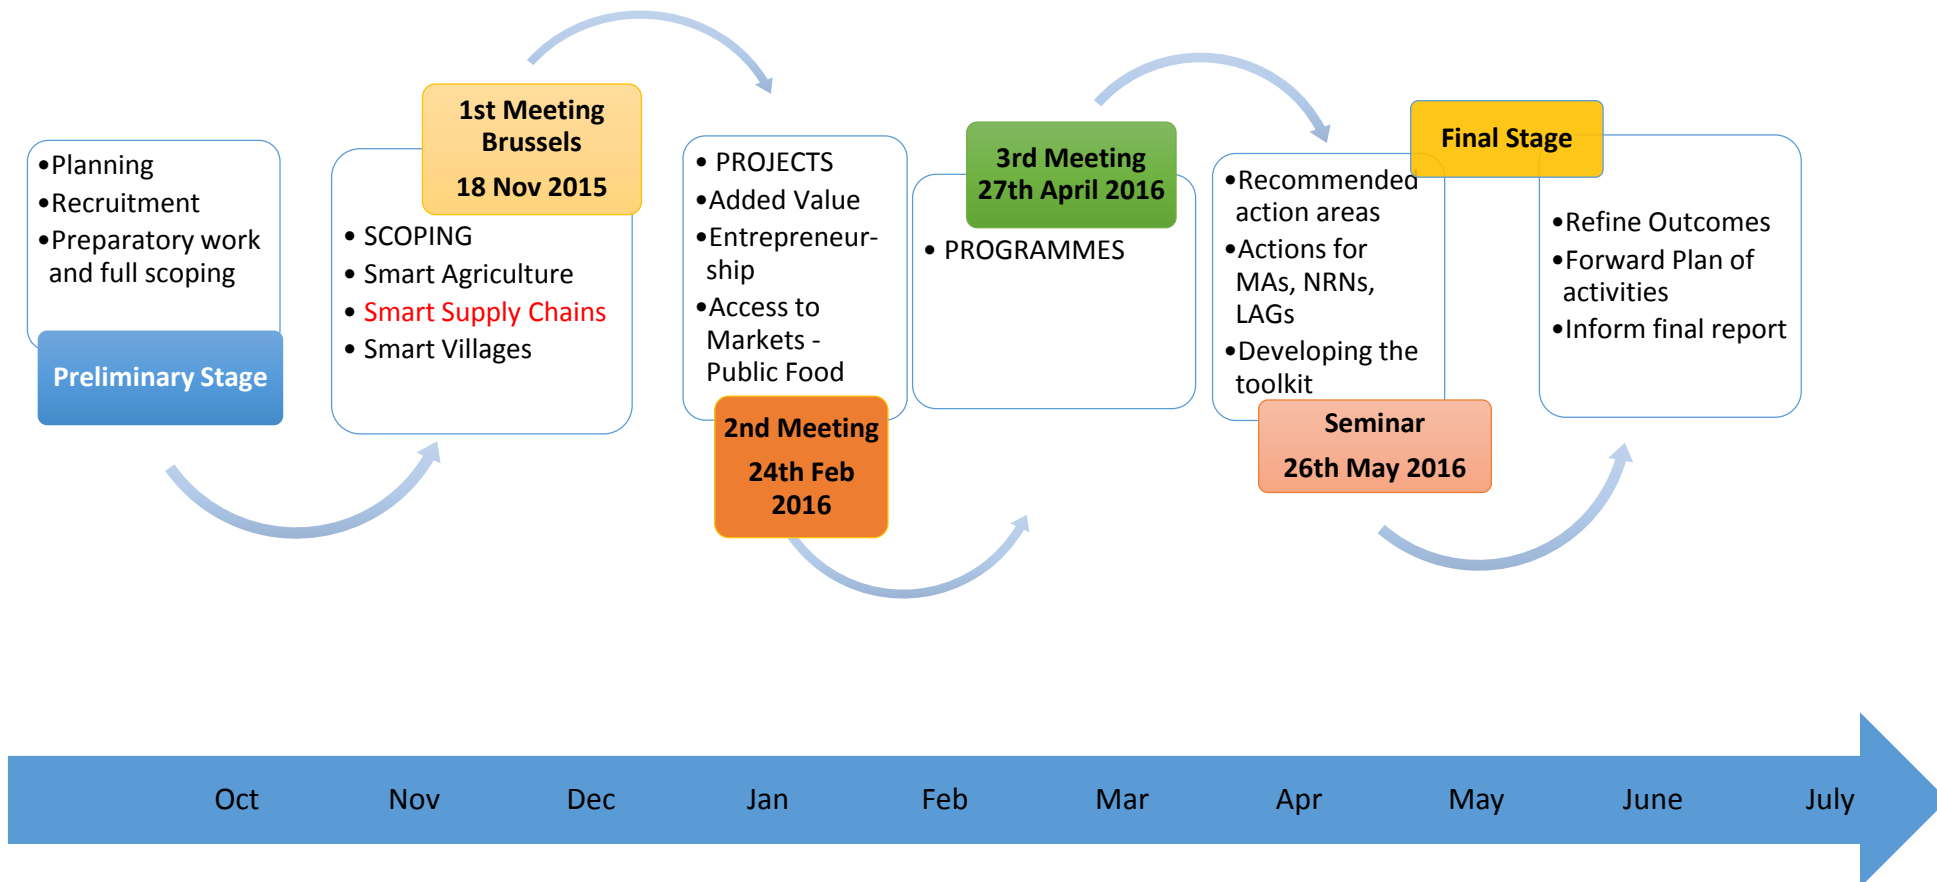 •Planning
•Recruitment
•Preparatory work
and full scoping
Preliminary Stage
1st Meeting
Brussels
18 Nov 2015
• SCOPING
• Smart Agriculture
• Smart Supply Chains
• Smart Villages
• PROJECTS
•Added Value
•Entrepreneur-
ship
•Access to
Markets -
Public Food
2nd Meeting
24th Feb
2016
3rd Meeting
27th April 2016
• PROGRAMMES
•Recommended
action areas
•Actions for
MAs, NRNs,
LAGs
•Developing the
toolkit
Seminar
26th May 2016
Final Stage
•Refine Outcomes
•Forward Plan of
activities
•Inform final report
Oct Nov Dec Jan Feb Mar Apr May June July